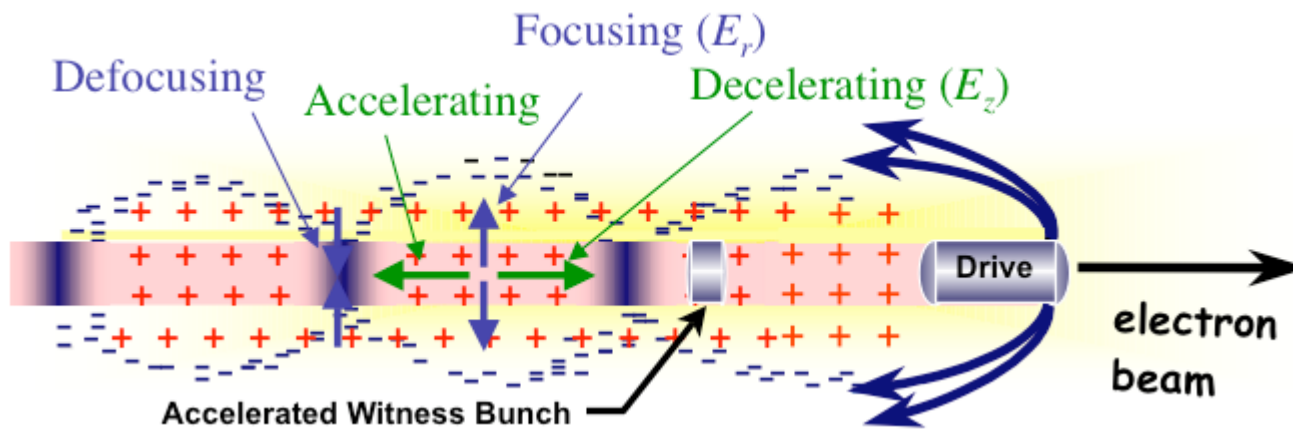 Focusing (E_r)
Defocusing
Accelerating
Decelerating (E_z)
Drive
electron
beam
Accelerated Witness Bunch